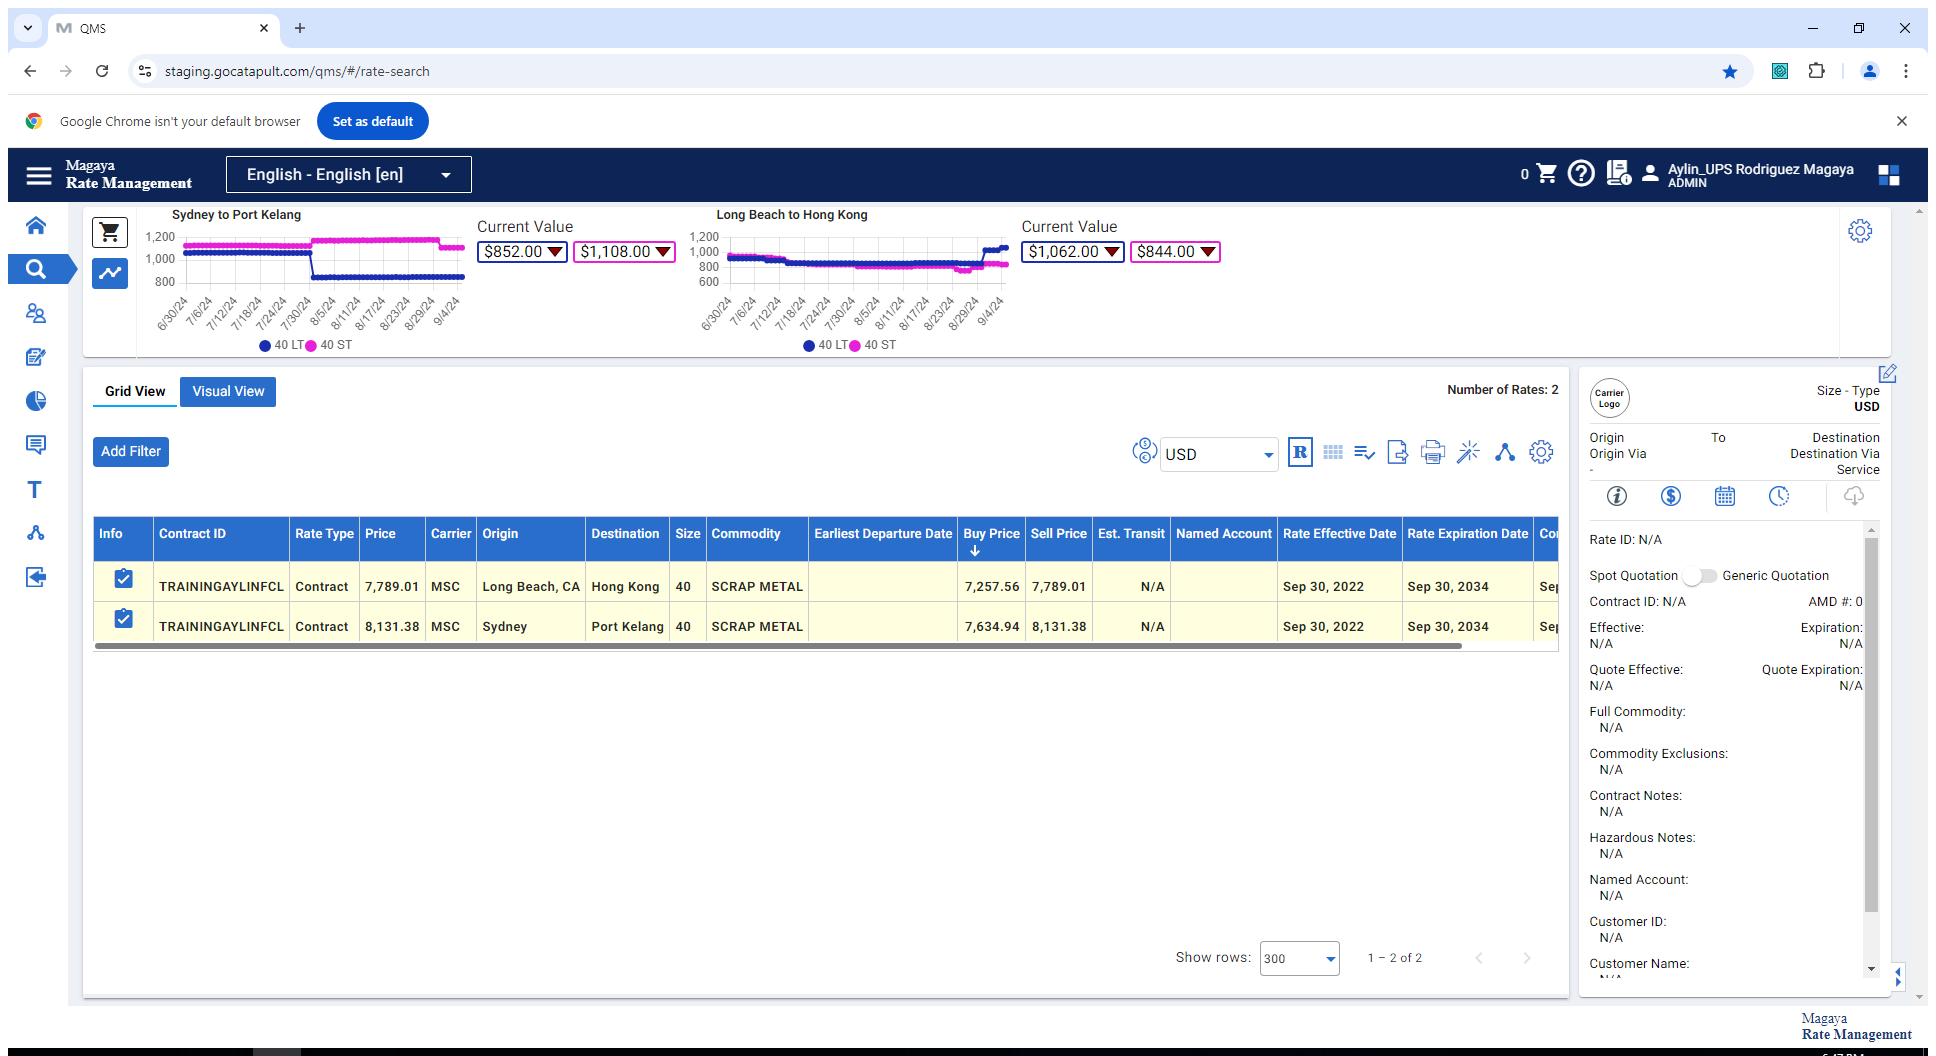 QMS
staging.gocatapult.com/qms/#/rate-search
Google Chrome isn't your default browser
Set as default
Magaya
Rate Management
English - English [en]
0
Aylin_UPS Rodriguez Magaya
ADMIN
Sydney to Port Kelang
1,200
1,000
800
6/30/24 7/6/24 7/12/24 7/18/24 7/24/24 7/30/24 8/5/24 8/11/24 8/17/24 8/23/24 8/29/24 9/4/24
40 LT 40 ST
Current Value
$852.00 $1,108.00
Long Beach to Hong Kong
1,200
1,000
800
600
6/30/24 7/6/24 7/12/24 7/18/24 7/24/24 7/30/24 8/5/24 8/11/24 8/17/24 8/23/24 8/29/24 9/4/24
40 LT 40 ST
Current Value
$1,062.00 $844.00
Grid View Visual View
Number of Rates: 2
Add Filter
USD
R
Info Contract ID Rate Type Price Carrier Origin Destination Size Commodity Earliest Departure Date Buy Price Sell Price Est. Transit Named Account Rate Effective Date Rate Expiration Date
TRAININGAYLINFCL Contract 7,789.01 MSC Long Beach, CA Hong Kong 40 SCRAP METAL 7,257.56 7,789.01 N/A Sep 30, 2022 Sep 30, 2034
TRAININGAYLINFCL Contract 8,131.38 MSC Sydney Port Kelang 40 SCRAP METAL 7,634.94 8,131.38 N/A Sep 30, 2022 Sep 30, 2034
Show rows: 300 1 – 2 of 2
Carrier
Logo
Size - Type
USD
Origin To Destination
Origin Via Destination Via
- Service
Rate ID: N/A
Spot Quotation Generic Quotation
Contract ID: N/A AMD #: 0
Effective: Expiration:
N/A N/A
Quote Effective: Quote Expiration:
N/A N/A
Full Commodity:
N/A
Commodity Exclusions:
N/A
Contract Notes:
N/A
Hazardous Notes:
N/A
Named Account:
N/A
Customer ID:
N/A
Customer Name:
Magaya
Rate Management